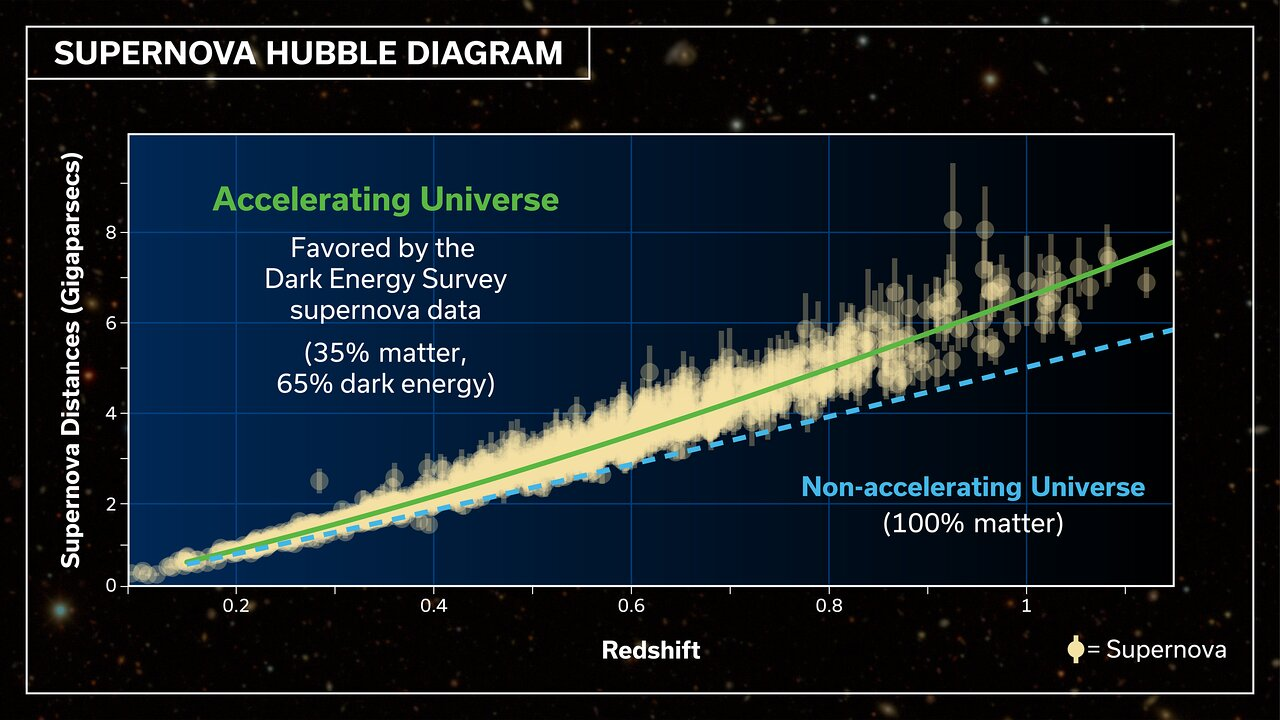 SUPERNOVA HUBBLE DIAGRAM
Supernova Distances (Gigaparsecs)
8
6
4
2
0
Accelerating Universe
Favored by the
Dark Energy Survey
supernova data
(35% matter,
65% dark energy)
Non-accelerating Universe
(100% matter)
0.2
0.4
0.6
0.8
1
Redshift
= Supernova